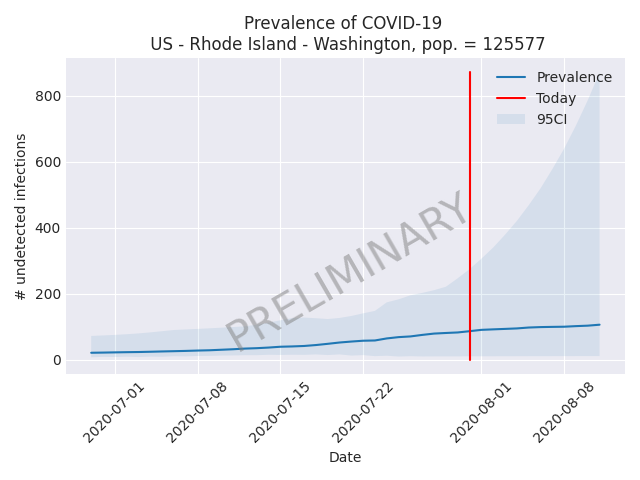 Prevalence of COVID-19
US - Rhode Island - Washington, pop. = 125577
Prevalence
Today
95CI
PRELIMINARY
# undetected infections
800
600
400
200
0
2020-07-01
2020-07-08
2020-07-15
2020-07-22
2020-08-01
2020-08-08
Date